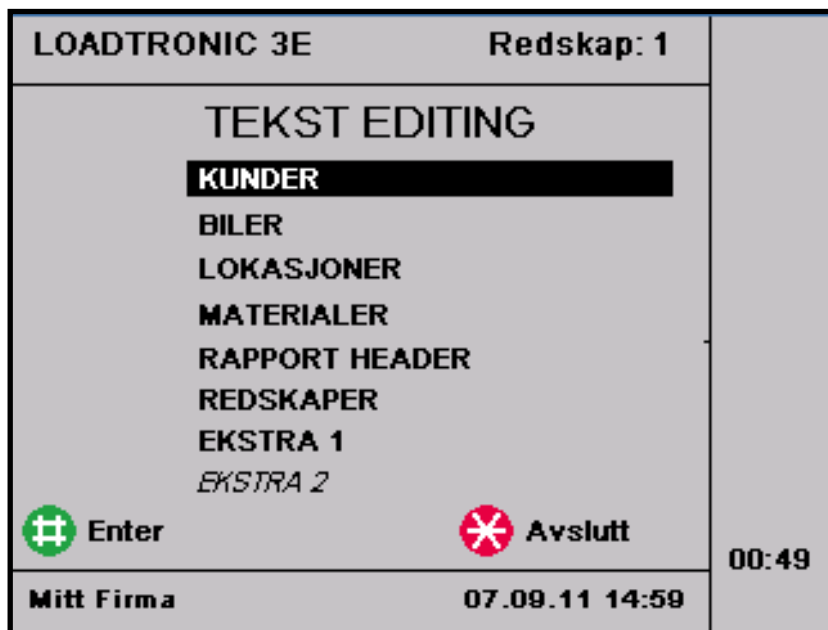 LOADTRONIC 3E Redskap: 1
TEKST EDITING
KUNDER
BILER
LOKASJONER
MATERIALER
RAPPORT HEADER
REDSKAPER
EKSTRA 1
EKSTRA 2
# Enter * Avslutt
00:49
Mitt Firma 07.09.11 14:59